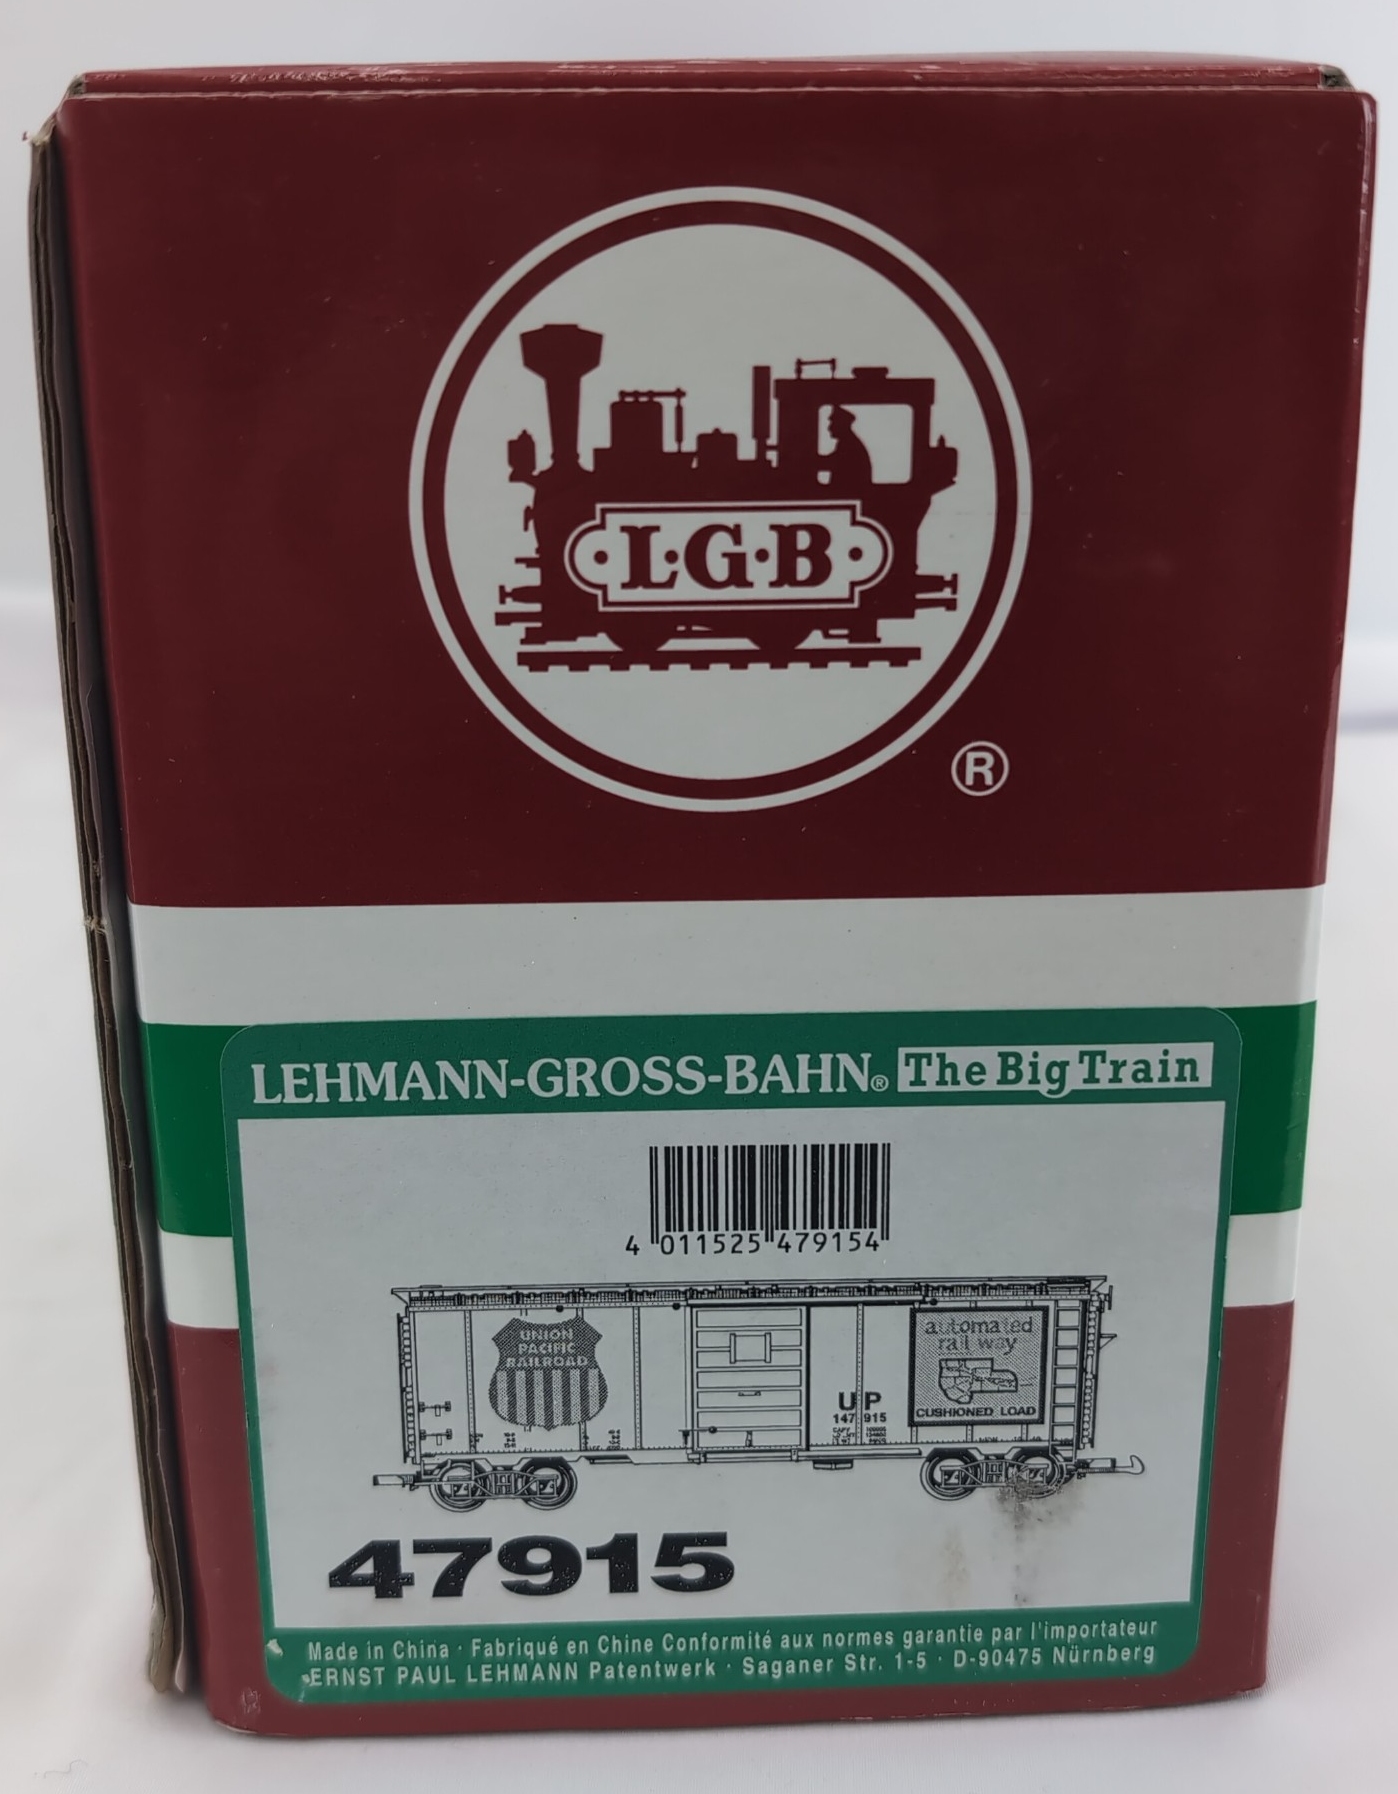 L·G·B
®
LEHMANN-GROSS-BAHN® The Big Train
4 011525 479154
UNION
PACIFIC
RAILROAD
automated
rail way
CUSHIONED LOAD
UP
147 915
47915
Made in China · Fabriqué en Chine Conformité aux normes garantie par l'importateur
ERNST PAUL LEHMANN Patentwerk · Saganer Str. 1-5 · D-90475 Nürnberg